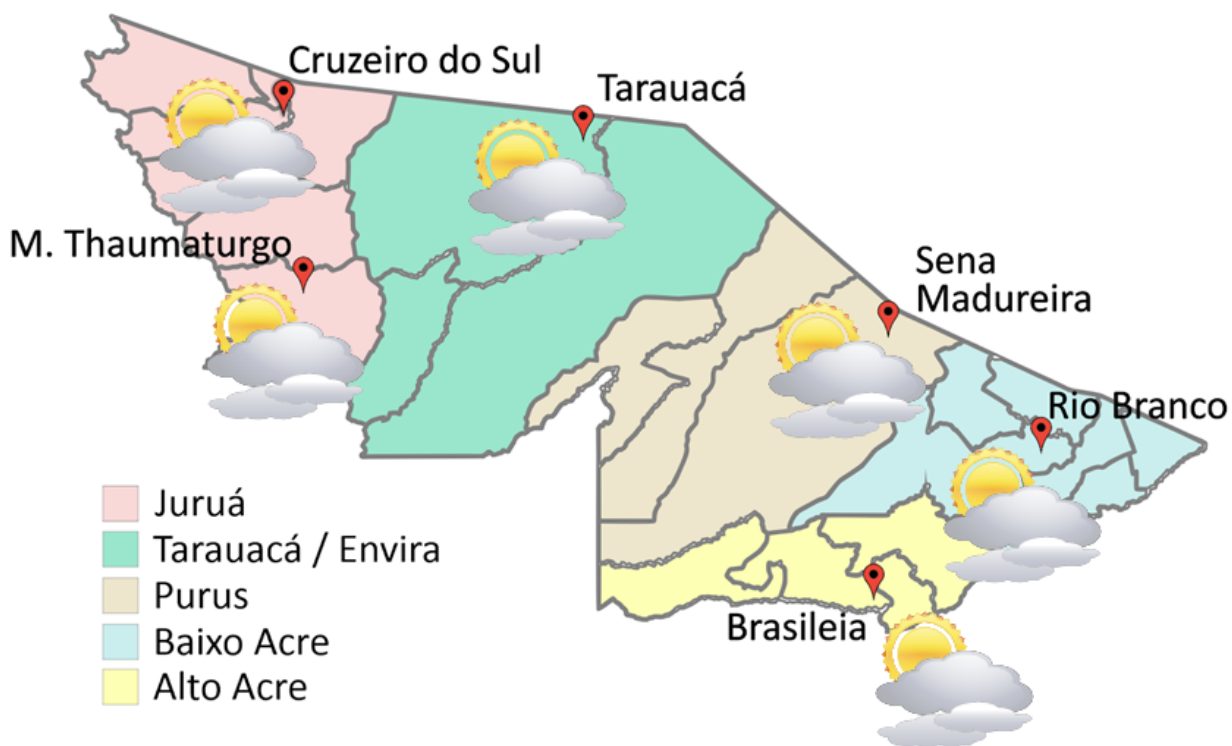 Cruzeiro do Sul
Tarauacá
M. Thaumaturgo
Sena
Madureira
Rio Branco
Brasileia
Juruá
Tarauacá / Envira
Purus
Baixo Acre
Alto Acre